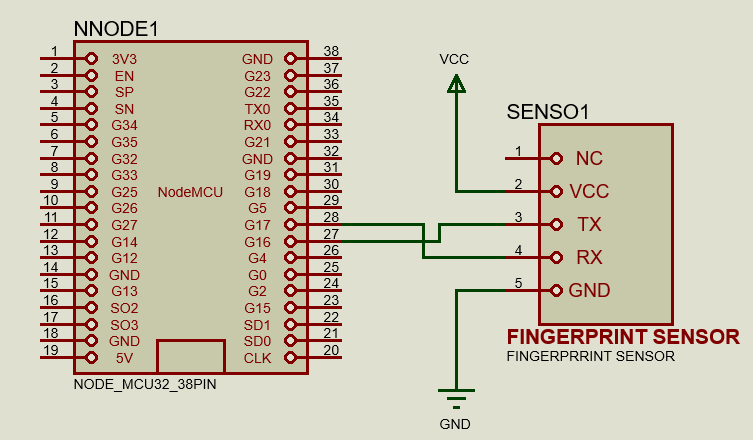 NNODE1
1 3V3 GND 38
2 EN G23 37
3 SP G22 36
4 SN TX0 35
5 G34 RX0 34
6 G35 G21 33
7 G32 GND 32
8 G33 G19 31
9 G25 NodeMCU G18 30
10 G26 G5 29
11 G27 G17 28
12 G14 G16 27
13 G12 G4 26
14 GND G0 25
15 G13 G2 24
16 SO2 G15 23
17 SO3 SD1 22
18 GND SD0 21
19 5V CLK 20
NODE_MCU32_38PIN
VCC
GND
SENSO1
1 NC
2 VCC
3 TX
4 RX
5 GND
FINGERPRINT SENSOR
FINGERPRRINT SENSOR